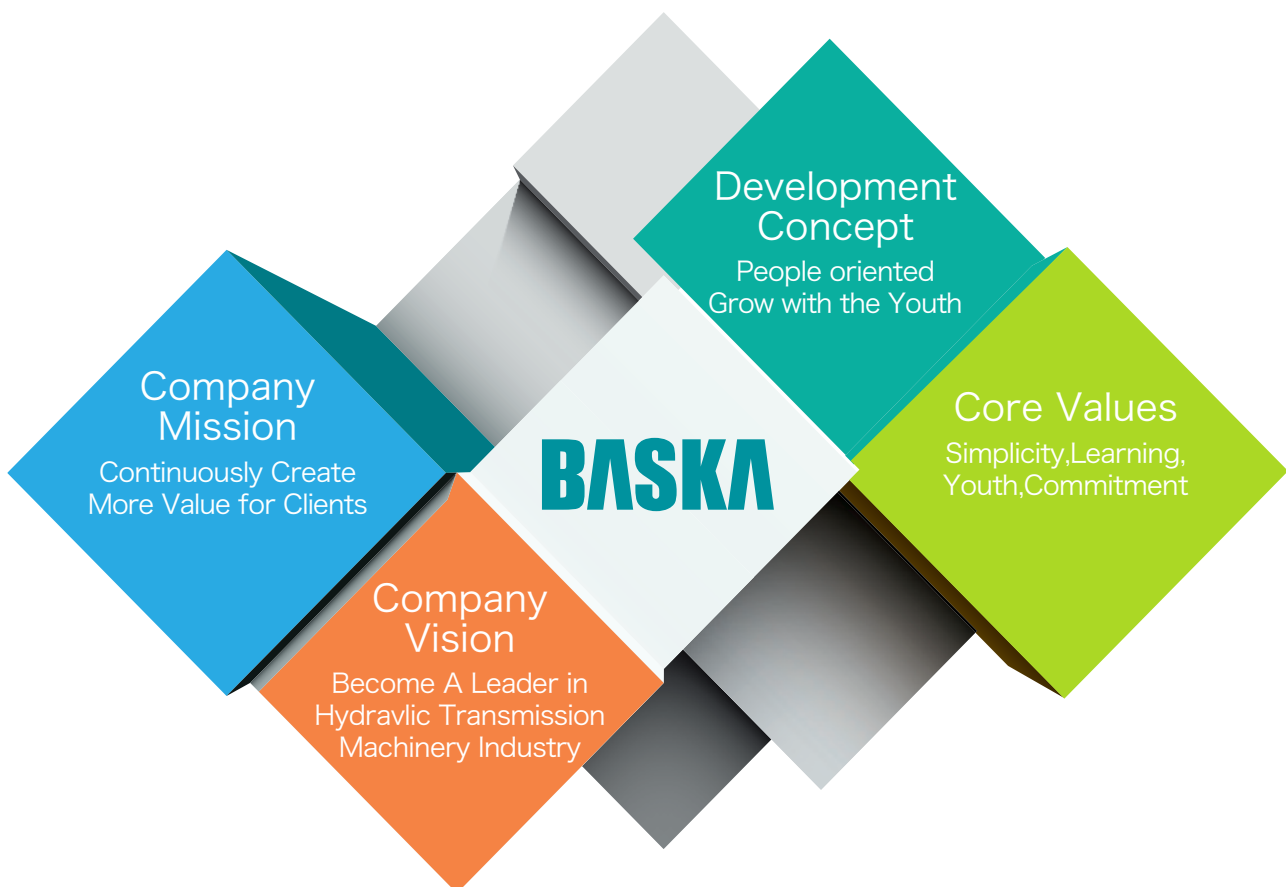 Development
Concept
People oriented
Grow with the Youth
Company
Mission
Continuously Create
More Value for Clients
BASKA
Core Values
Simplicity,Learning,
Youth,Commitment
Company
Vision
Become A Leader in
Hydravlic Transmission
Machinery Industry